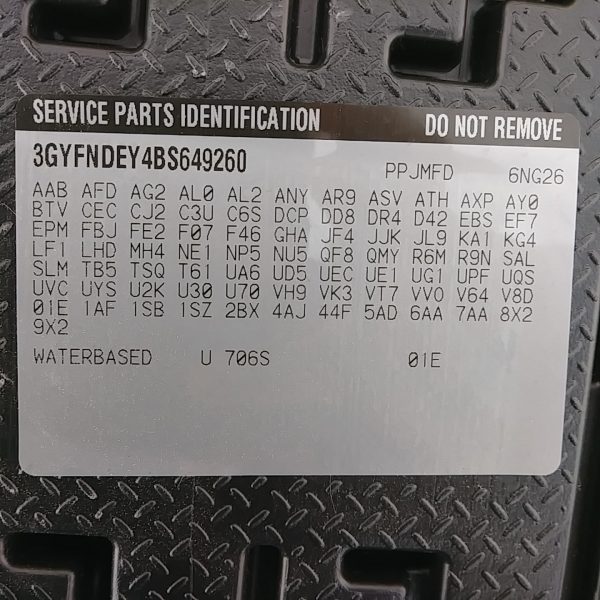 SERVICE PARTS IDENTIFICATION DO NOT REMOVE
3GYFNDEY4BS649260 PPJMFD 6NG26
AAB AFD AG2 AL0 AL2 ANY AR9 ASV ATH AXP AY0
BTV CEC CJ2 C3U C6S DCP DD8 DR4 D42 EBS EF7
EPM FBJ FE2 F07 F46 GHA JF4 JJK JL9 KA1 KG4
LF1 LHD MH4 NE1 NP5 NU5 QF8 QMY R6M R9N SAL
SLM TB5 TSQ T61 UA6 UD5 UEC UE1 UG1 UPF UQS
UVC UYS U2K U30 U70 VH9 VK3 VT7 VV0 V64 V8D
01E 1AF 1SB 1SZ 2BX 4AJ 44F 5AD 6AA 7AA 8X2
9X2
WATERBASED U 706S 01E